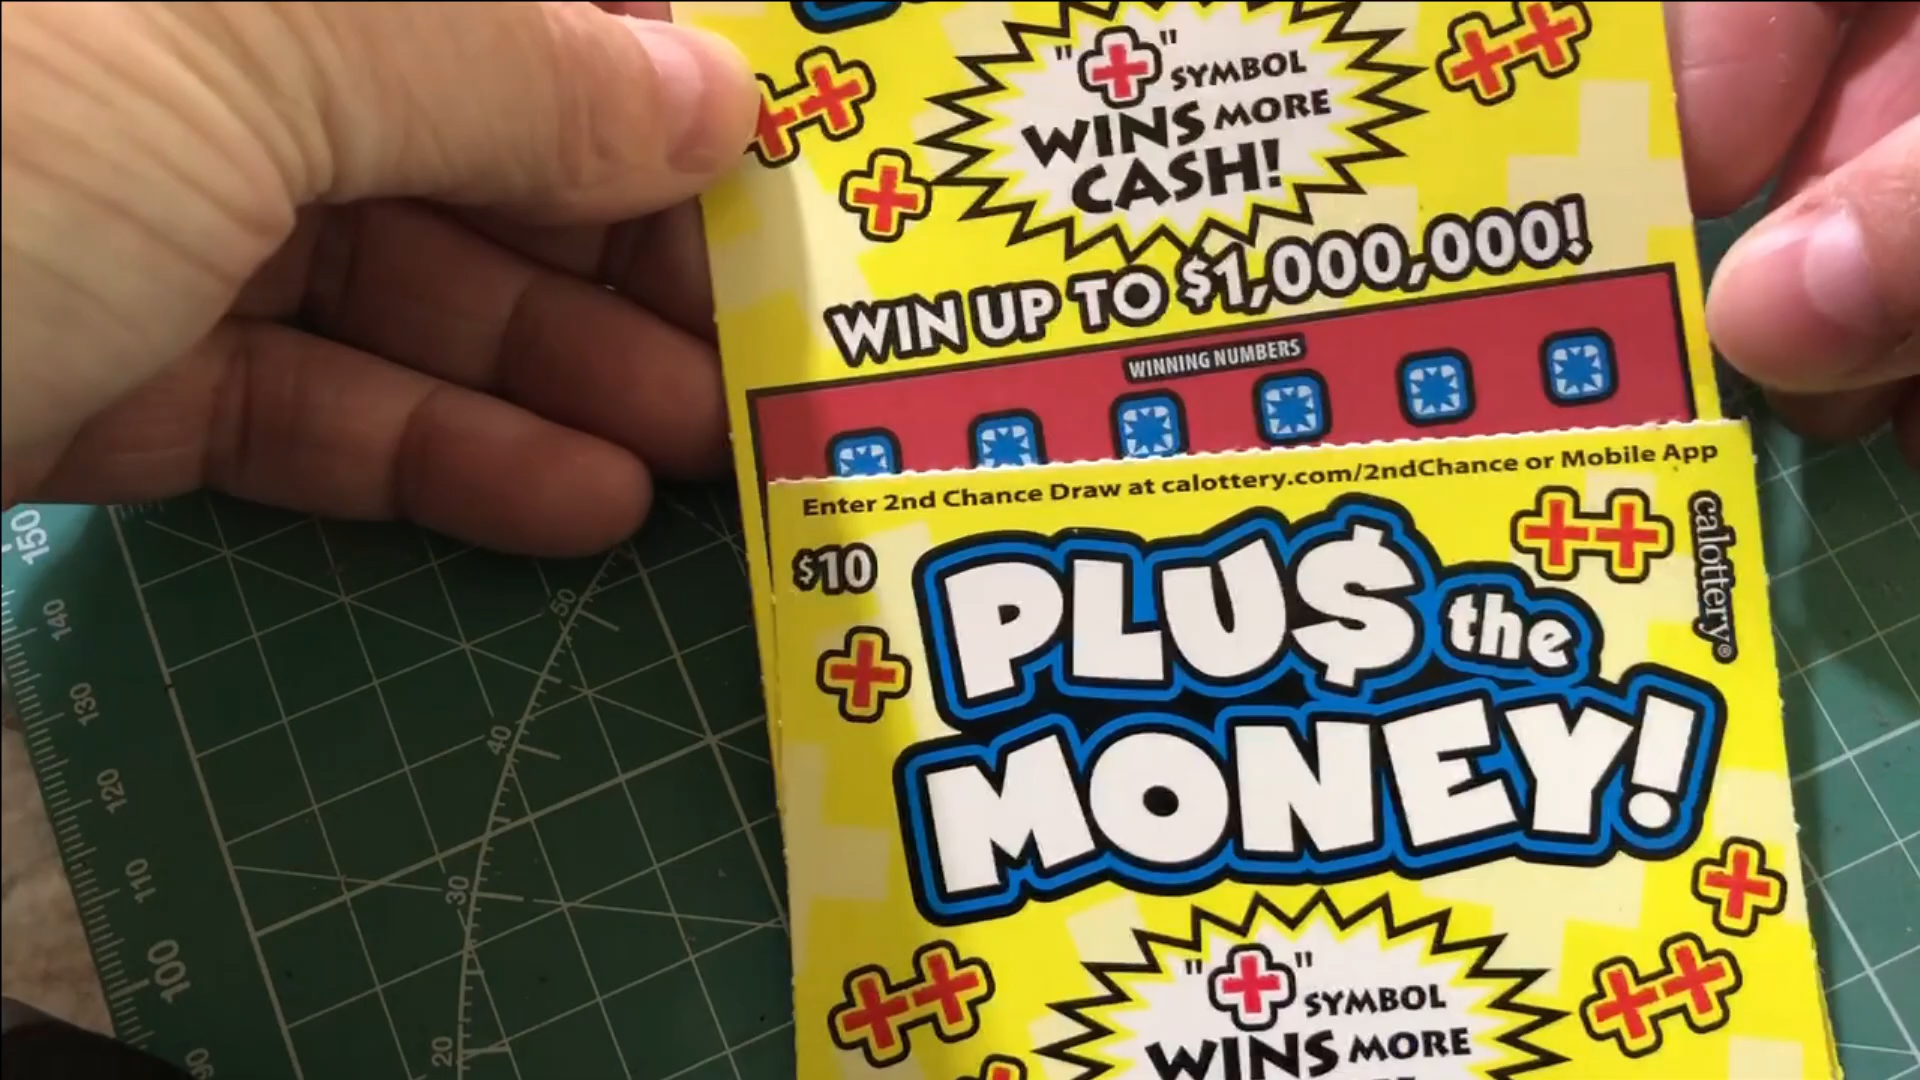 "+" SYMBOL
WINS MORE
CASH!
WIN UP TO $1,000,000!
WINNING NUMBERS
Enter 2nd Chance Draw at calottery.com/2ndChance or Mobile App
$10
PLU$ the
MONEY!
calottery®
"+" SYMBOL
WINS MORE
150
140
130
120
110
100
90
50
40
30
20